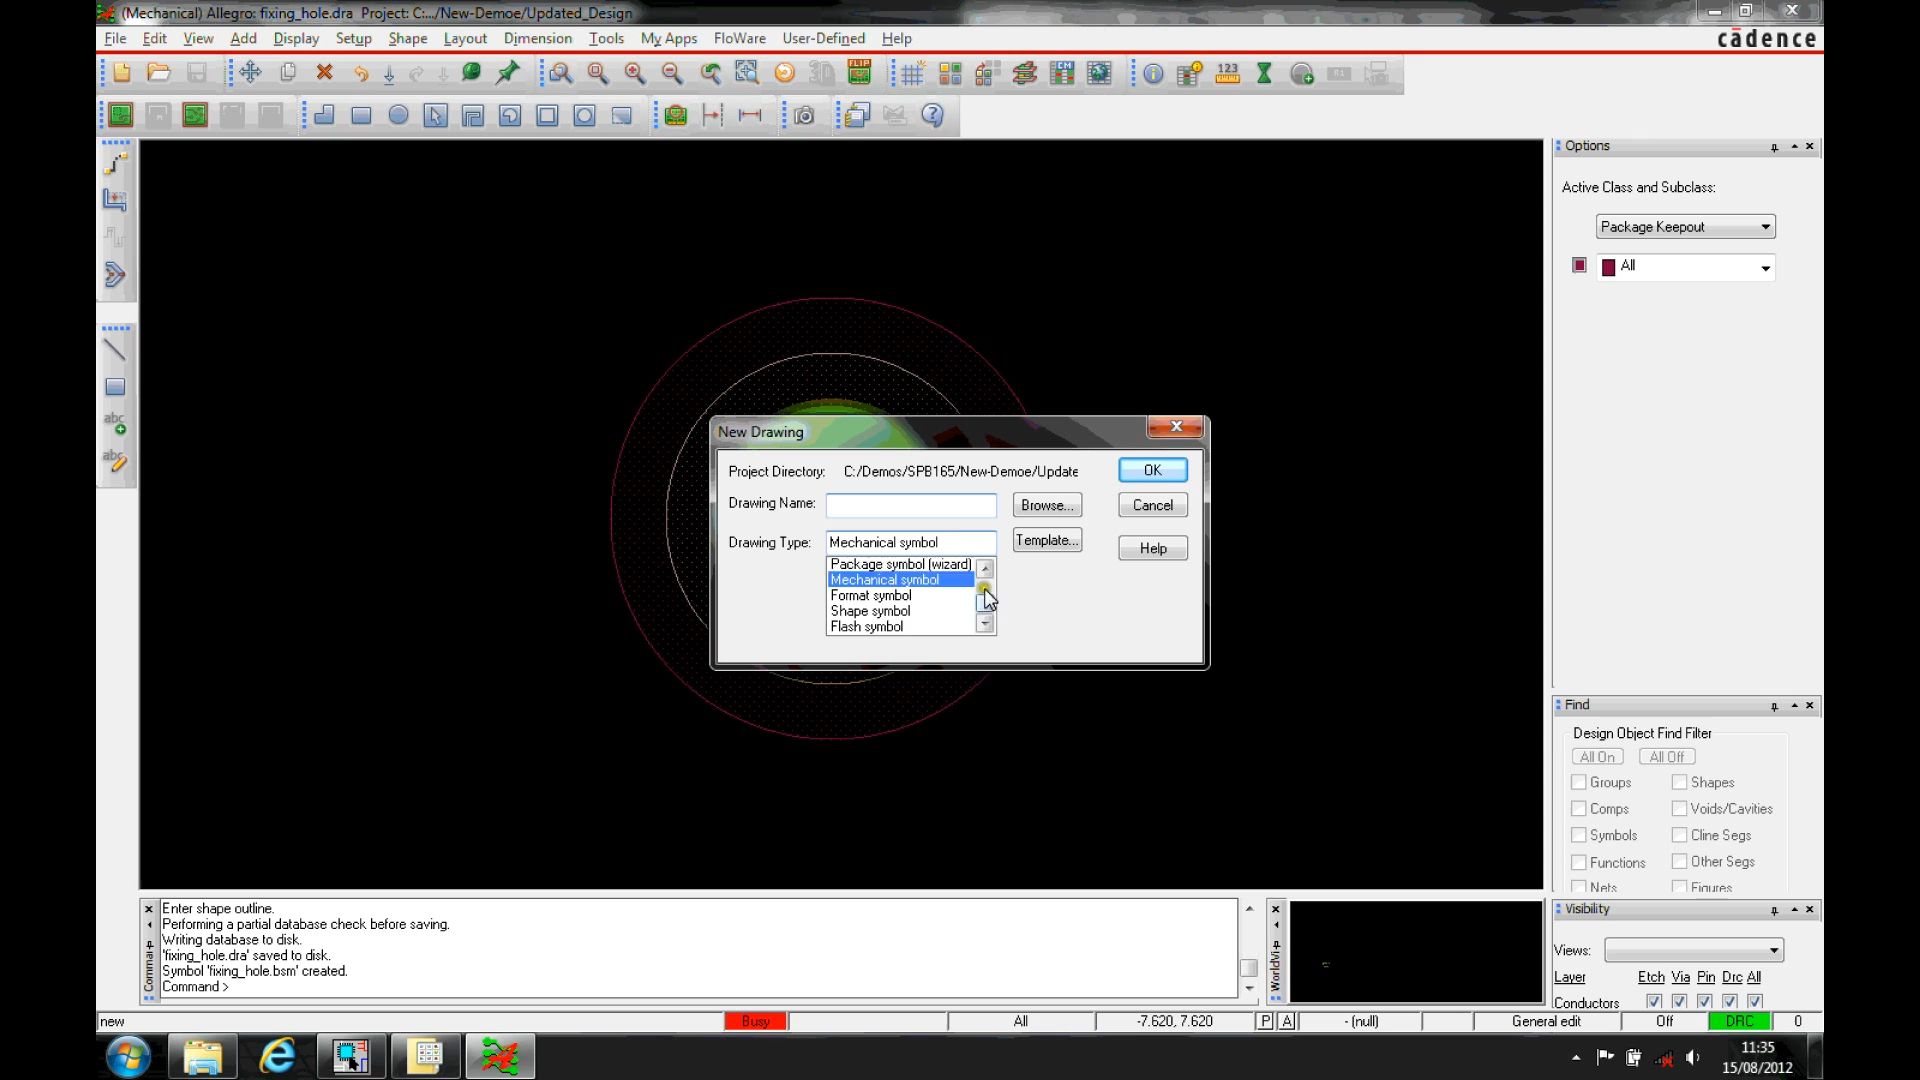 (Mechanical) Allegro: fixing_hole.dra Project: C:.../New-Demoe/Updated_Design
File Edit View Add Display Setup Shape Layout Dimension Tools My Apps FloWare User-Defined Help
cādence
Options
Active Class and Subclass:
Package Keepout
All
New Drawing
Project Directory: C:/Demos/SPB165/New-Demoe/Update
OK
Drawing Name:
Browse...
Cancel
Drawing Type: Mechanical symbol
Template...
Help
Package symbol (wizard)
Mechanical symbol
Format symbol
Shape symbol
Flash symbol
Find
Design Object Find Filter
All On All Off
Groups Shapes
Comps Voids/Cavities
Symbols Cline Segs
Functions Other Segs
Nets Figures
Visibility
Views:
Layer Etch Via Pin Drc All
Conductors
Enter shape outline.
Performing a partial database check before saving.
Writing database to disk.
'fixing_hole.dra' saved to disk.
Symbol 'fixing_hole.bsm' created.
Command >
new Busy All -7.620, 7.620 P A - (null) General edit Off DRC 0
11:35
15/08/2012